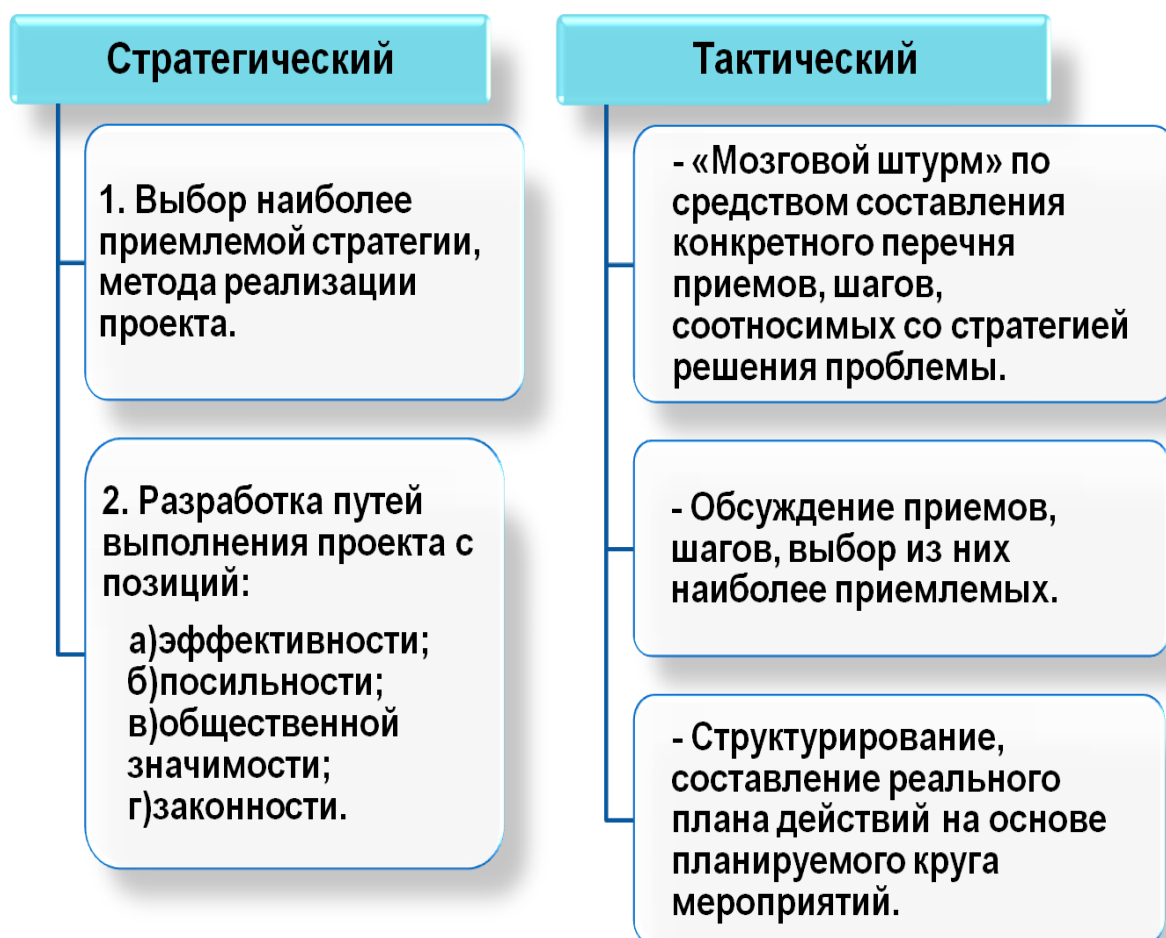 Стратегический
1. Выбор наиболее
приемлемой стратегии,
метода реализации
проекта.
2. Разработка путей
выполнения проекта с
позиций:
а)эффективности;
б)посильности;
в)общественной
значимости;
г)законности.
Тактический
- «Мозговой штурм» по
средством составления
конкретного перечня
приемов, шагов,
соотносимых со стратегией
решения проблемы.
- Обсуждение приемов,
шагов, выбор из них
наиболее приемлемых.
- Структурирование,
составление реального
плана действий на основе
планируемого круга
мероприятий.